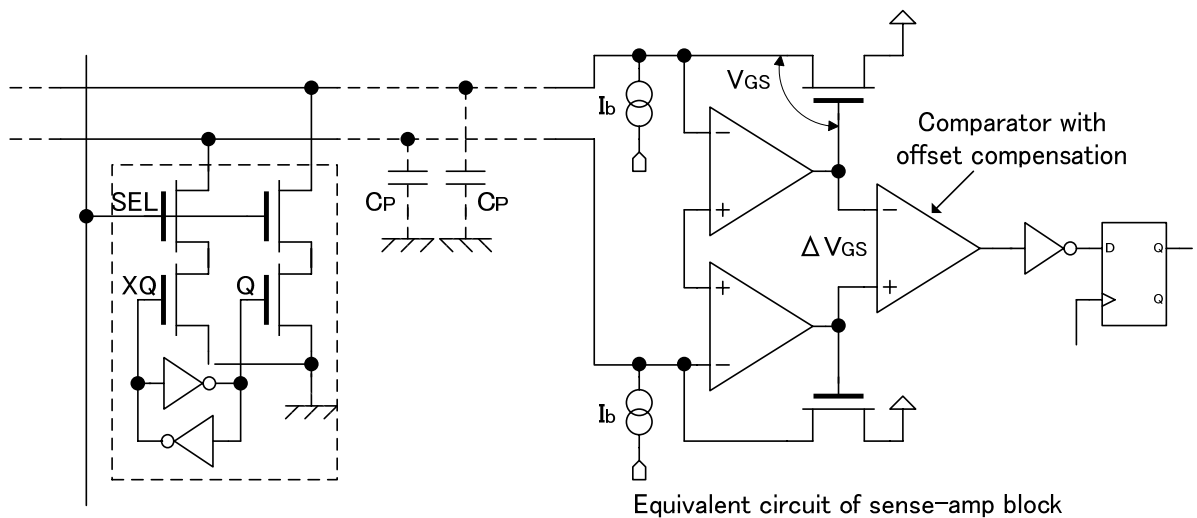 Ib
VGS
Comparator with
offset compensation
SEL
CP
CP
XQ
Q
ΔVGS
−
+
+
−
−
+
D
Q
Q
Ib
Equivalent circuit of sense-amp block